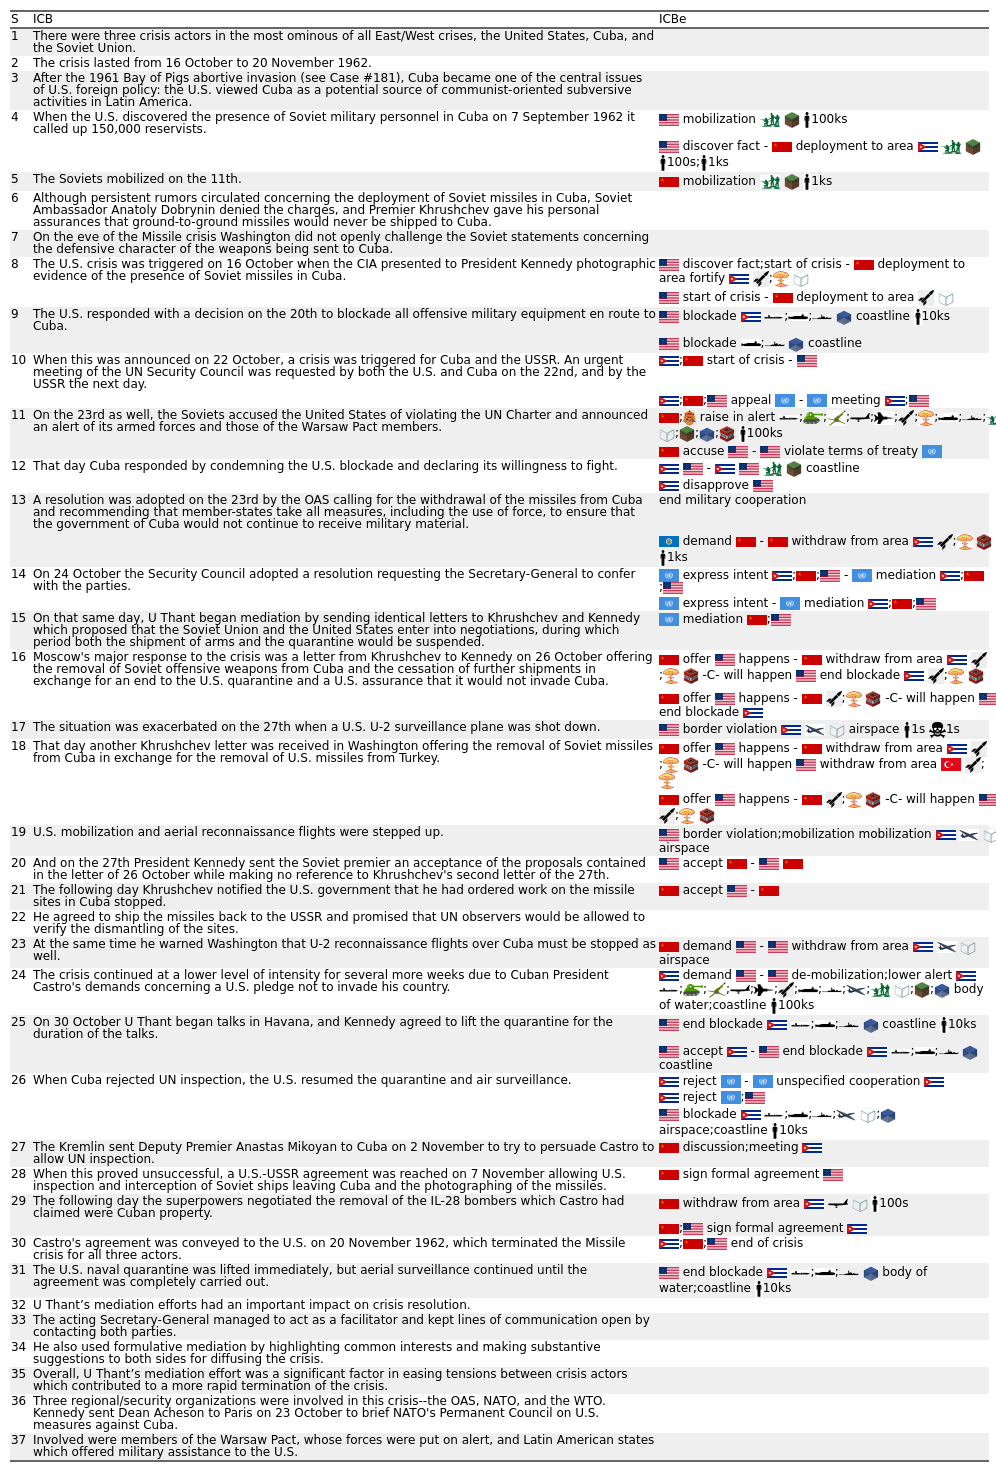 S ICB ICBe
1 There were three crisis actors in the most ominous of all East/West crises, the United States, Cuba, and
the Soviet Union.
2 The crisis lasted from 16 October to 20 November 1962.
3 After the 1961 Bay of Pigs abortive invasion (see Case #181), Cuba became one of the central issues
of U.S. foreign policy: the U.S. viewed Cuba as a potential source of communist-oriented subversive
activities in Latin America.
4 When the U.S. discovered the presence of Soviet military personnel in Cuba on 7 September 1962 it
called up 150,000 reservists.
mobilization 100ks
discover fact - deployment to area
100s; 1ks
5 The Soviets mobilized on the 11th.
mobilization 1ks
6 Although persistent rumors circulated concerning the deployment of Soviet missiles in Cuba, Soviet
Ambassador Anatoly Dobrynin denied the charges, and Premier Khrushchev gave his personal
assurances that ground-to-ground missiles would never be shipped to Cuba.
7 On the eve of the Missile crisis Washington did not openly challenge the Soviet statements concerning
the defensive character of the weapons being sent to Cuba.
8 The U.S. crisis was triggered on 16 October when the CIA presented to President Kennedy photographic
evidence of the presence of Soviet missiles in Cuba.
discover fact;start of crisis - deployment to
area fortify ;
start of crisis - deployment to area
9 The U.S. responded with a decision on the 20th to blockade all offensive military equipment en route to
Cuba.
blockade ; ; coastline 10ks
blockade ; coastline
10 When this was announced on 22 October, a crisis was triggered for Cuba and the USSR. An urgent
meeting of the UN Security Council was requested by both the U.S. and Cuba on the 22nd, and by the
USSR the next day.
; start of crisis -
; ; appeal - meeting ;
11 On the 23rd as well, the Soviets accused the United States of violating the UN Charter and announced
an alert of its armed forces and those of the Warsaw Pact members.
; raise in alert ; ; ; ; ; ; ; ; ;
; ; ; 100ks
accuse - violate terms of treaty
12 That day Cuba responded by condemning the U.S. blockade and declaring its willingness to fight.
- coastline
disapprove
13 A resolution was adopted on the 23rd by the OAS calling for the withdrawal of the missiles from Cuba
and recommending that member-states take all measures, including the use of force, to ensure that
the government of Cuba would not continue to receive military material.
end military cooperation
demand - withdraw from area ;
1ks
14 On 24 October the Security Council adopted a resolution requesting the Secretary-General to confer
with the parties.
express intent ; ; - mediation ;
;
express intent - mediation ; ;
15 On that same day, U Thant began mediation by sending identical letters to Khrushchev and Kennedy
which proposed that the Soviet Union and the United States enter into negotiations, during which
period both the shipment of arms and the quarantine would be suspended.
mediation ;
16 Moscow's major response to the crisis was a letter from Khrushchev to Kennedy on 26 October offering
the removal of Soviet offensive weapons from Cuba and the cessation of further shipments in
exchange for an end to the U.S. quarantine and a U.S. assurance that it would not invade Cuba.
offer happens - withdraw from area
; -C- will happen end blockade ;
offer happens - ; -C- will happen
end blockade
17 The situation was exacerbated on the 27th when a U.S. U-2 surveillance plane was shot down.
border violation airspace 1s 1s
18 That day another Khrushchev letter was received in Washington offering the removal of Soviet missiles
from Cuba in exchange for the removal of U.S. missiles from Turkey.
offer happens - withdraw from area
; -C- will happen withdraw from area ;
offer happens - ; -C- will happen
;
19 U.S. mobilization and aerial reconnaissance flights were stepped up.
border violation;mobilization mobilization
airspace
20 And on the 27th President Kennedy sent the Soviet premier an acceptance of the proposals contained
in the letter of 26 October while making no reference to Khrushchev's second letter of the 27th.
accept -
21 The following day Khrushchev notified the U.S. government that he had ordered work on the missile
sites in Cuba stopped.
accept -
22 He agreed to ship the missiles back to the USSR and promised that UN observers would be allowed to
verify the dismantling of the sites.
23 At the same time he warned Washington that U-2 reconnaissance flights over Cuba must be stopped as
well.
demand - withdraw from area
airspace
24 The crisis continued at a lower level of intensity for several more weeks due to Cuban President
Castro's demands concerning a U.S. pledge not to invade his country.
demand - de-mobilization;lower alert
; ; ; ; ; ; ; ; ; ; ; body
of water;coastline 100ks
25 On 30 October U Thant began talks in Havana, and Kennedy agreed to lift the quarantine for the
duration of the talks.
end blockade ; ; coastline 10ks
accept - end blockade ; ;
coastline
26 When Cuba rejected UN inspection, the U.S. resumed the quarantine and air surveillance.
reject - unspecified cooperation
reject ;
blockade ; ; ; ;
airspace;coastline 10ks
27 The Kremlin sent Deputy Premier Anastas Mikoyan to Cuba on 2 November to try to persuade Castro to
allow UN inspection.
discussion;meeting
28 When this proved unsuccessful, a U.S.-USSR agreement was reached on 7 November allowing U.S.
inspection and interception of Soviet ships leaving Cuba and the photographing of the missiles.
sign formal agreement
29 The following day the superpowers negotiated the removal of the IL-28 bombers which Castro had
claimed were Cuban property.
withdraw from area 100s
; sign formal agreement
30 Castro's agreement was conveyed to the U.S. on 20 November 1962, which terminated the Missile
crisis for all three actors.
; ; end of crisis
31 The U.S. naval quarantine was lifted immediately, but aerial surveillance continued until the
agreement was completely carried out.
end blockade ; ; body of
water;coastline 10ks
32 U Thant’s mediation efforts had an important impact on crisis resolution.
33 The acting Secretary-General managed to act as a facilitator and kept lines of communication open by
contacting both parties.
34 He also used formulative mediation by highlighting common interests and making substantive
suggestions to both sides for diffusing the crisis.
35 Overall, U Thant’s mediation effort was a significant factor in easing tensions between crisis actors
which contributed to a more rapid termination of the crisis.
36 Three regional/security organizations were involved in this crisis--the OAS, NATO, and the WTO.
Kennedy sent Dean Acheson to Paris on 23 October to brief NATO's Permanent Council on U.S.
measures against Cuba.
37 Involved were members of the Warsaw Pact, whose forces were put on alert, and Latin American states
which offered military assistance to the U.S.